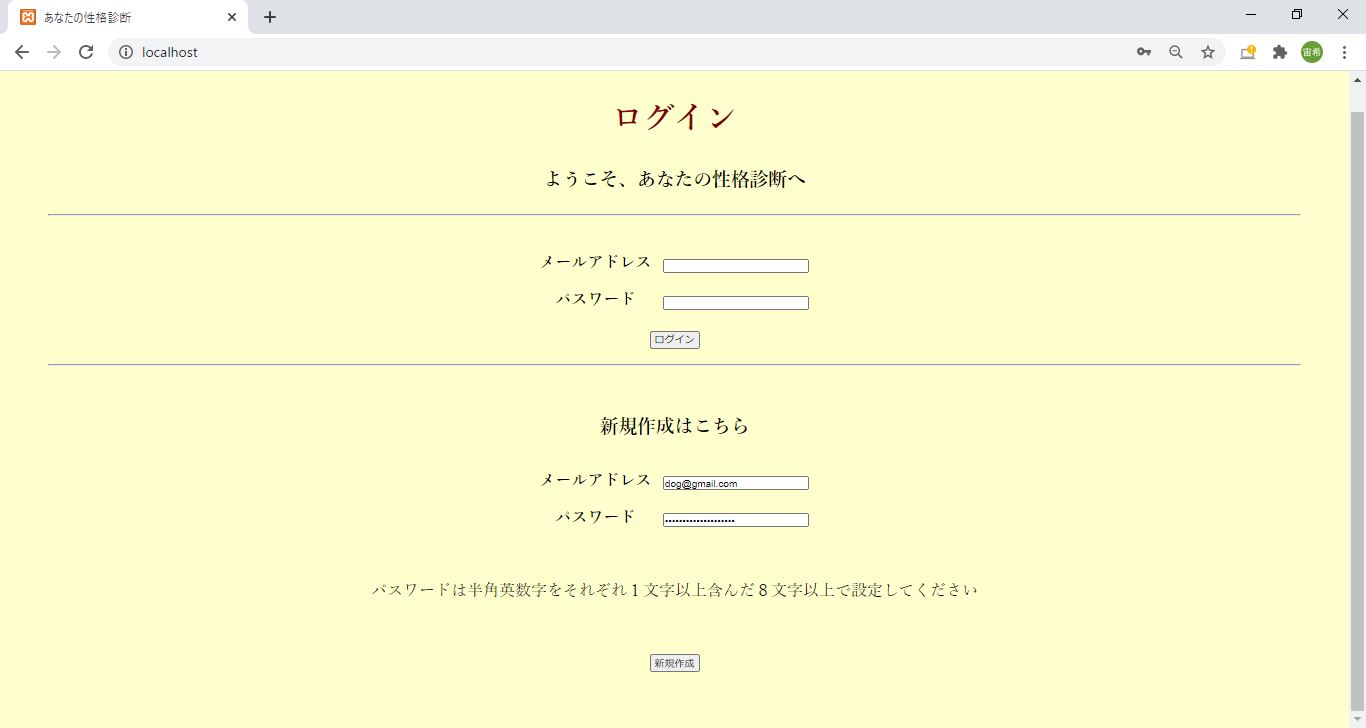 あなたの性格診断
localhost
宙希
ログイン
ようこそ、あなたの性格診断へ
メールアドレス
パスワード
ログイン
新規作成はこちら
メールアドレス dog@gmail.com
パスワード ••••••••••••••••••••
パスワードは半角英数字をそれぞれ１文字以上含んだ８文字以上で設定してください
新規作成